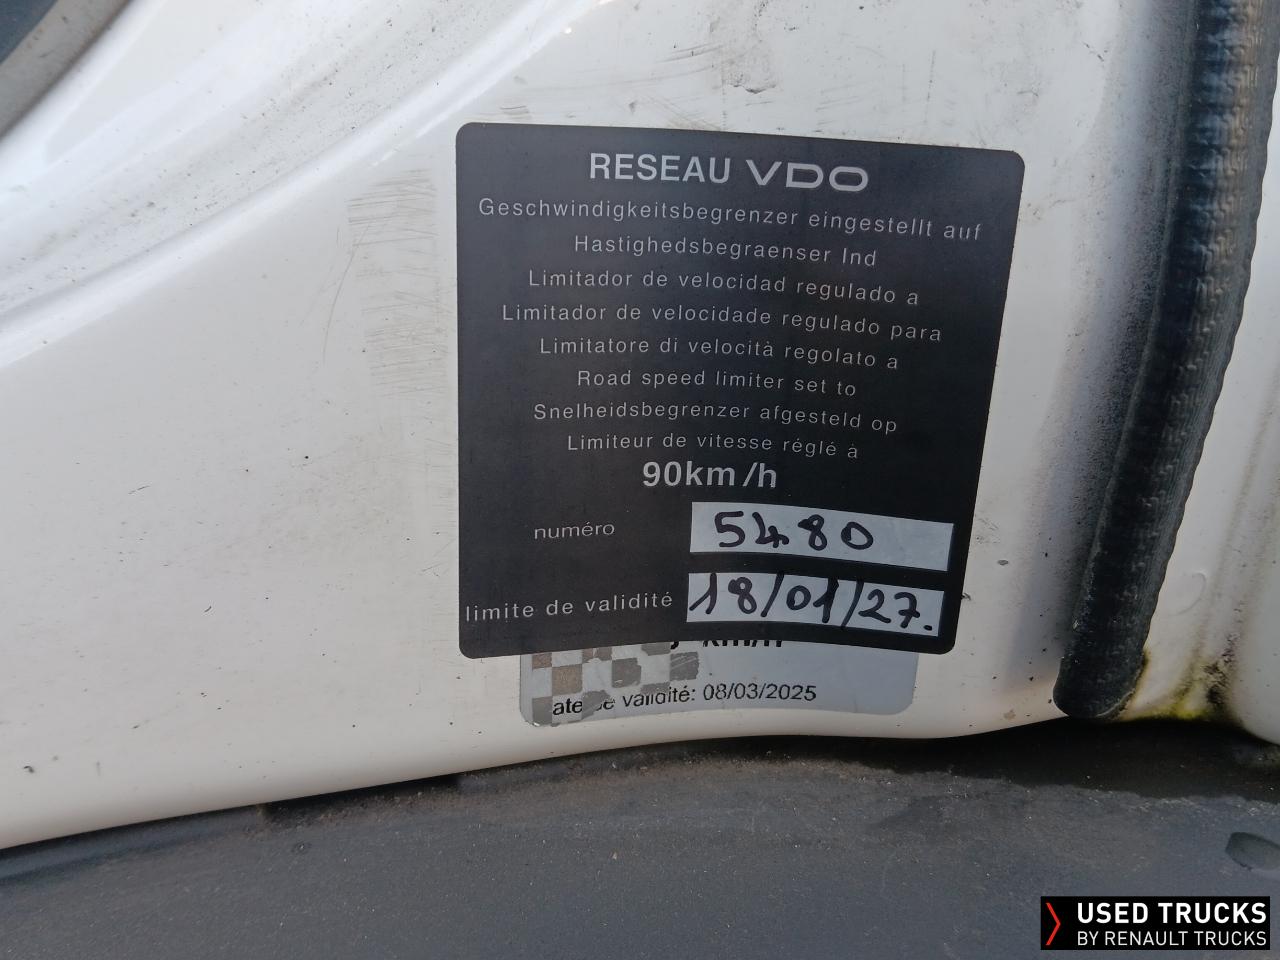 RESEAU VDO
Geschwindigkeitsbegrenzer eingestellt auf
Hastighedsbegraenser Ind
Limitador de velocidad regulado a
Limitador de velocidade regulado para
Limitatore di velocità regolato a
Road speed limiter set to
Snelheidsbegrenzer afgesteld op
Limiteur de vitesse réglé à
90km/h
numéro 5480
limite de validité 18/01/27.
km/h
validité: 08/03/2025
USED TRUCKS
BY RENAULT TRUCKS